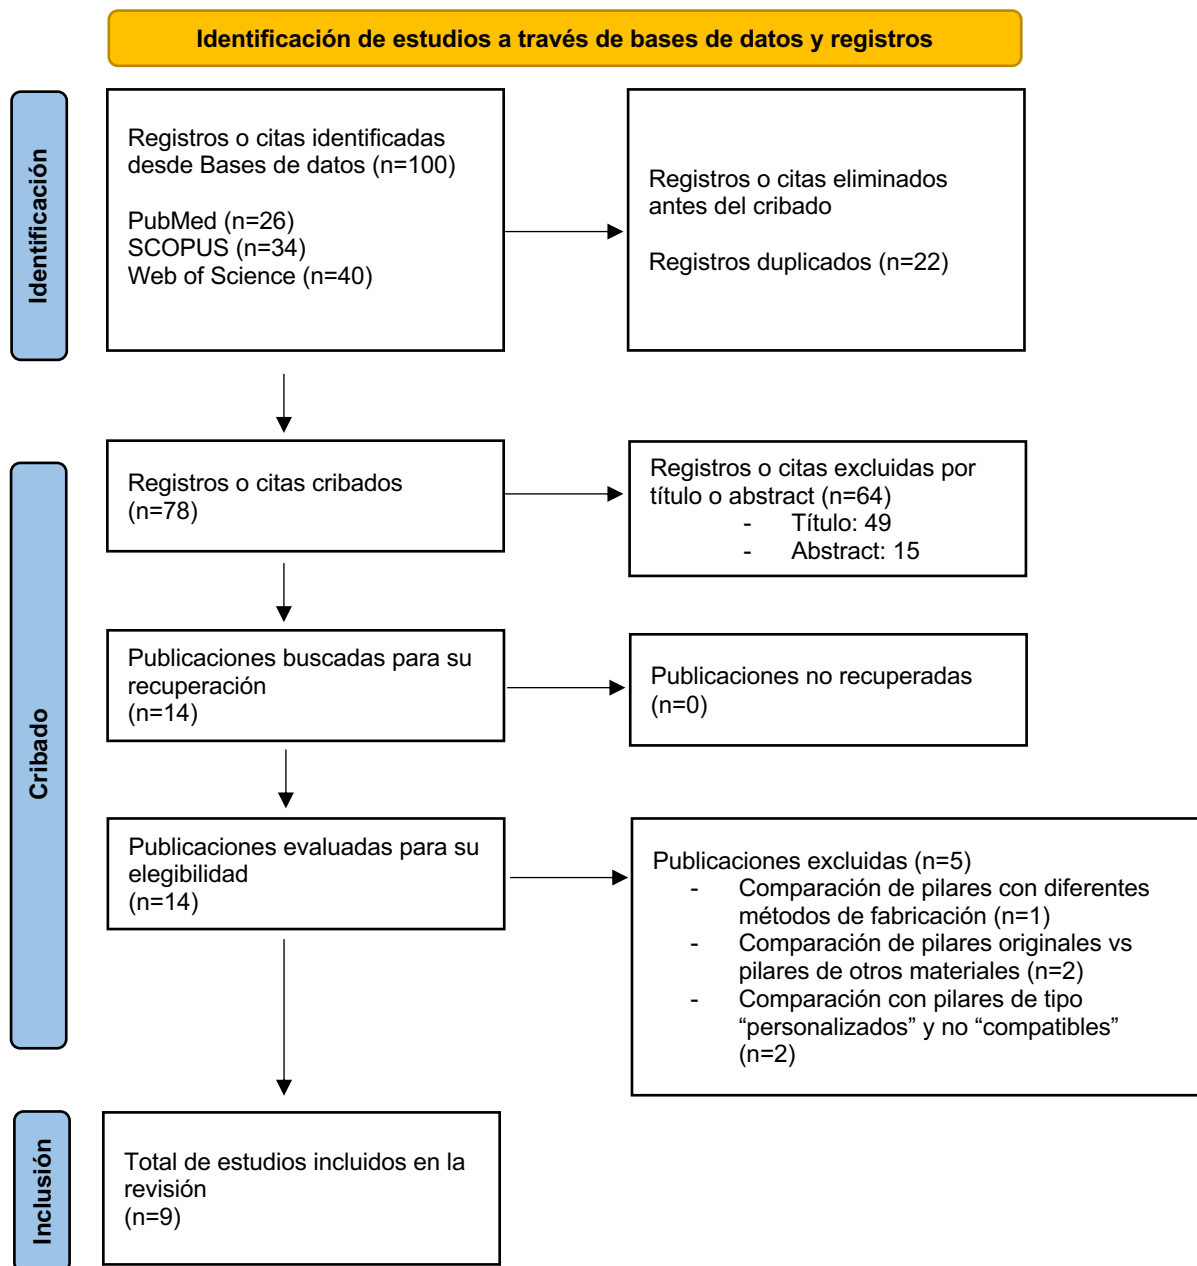 Identificación de estudios a través de bases de datos y registros
Identificación
Registros o citas identificadas
desde Bases de datos (n=100)
PubMed (n=26)
SCOPUS (n=34)
Web of Science (n=40)
Registros o citas eliminados
antes del cribado
Registros duplicados (n=22)
Cribado
Registros o citas cribados
(n=78)
Registros o citas excluidas por
título o abstract (n=64)
- Título: 49
- Abstract: 15
Publicaciones buscadas para su
recuperación
(n=14)
Publicaciones no recuperadas
(n=0)
Publicaciones evaluadas para su
elegibilidad
(n=14)
Publicaciones excluidas (n=5)
- Comparación de pilares con diferentes
métodos de fabricación (n=1)
- Comparación de pilares originales vs
pilares de otros materiales (n=2)
- Comparación con pilares de tipo
“personalizados” y no “compatibles”
(n=2)
Inclusión
Total de estudios incluidos en la
revisión
(n=9)